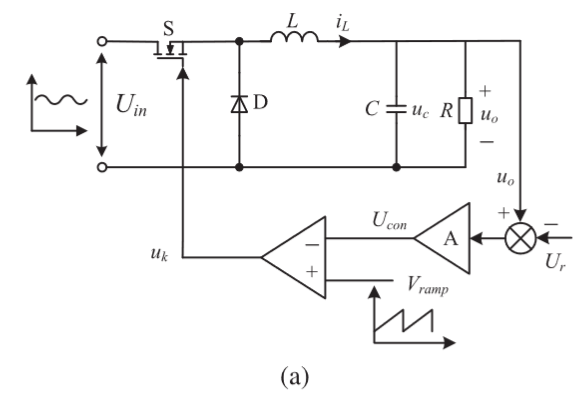 S
L
i_L
U_in
D
C
u_c
R
+
u_o
−
u_o
+
−
U_r
A
U_con
−
+
u_k
V_ramp
(a)